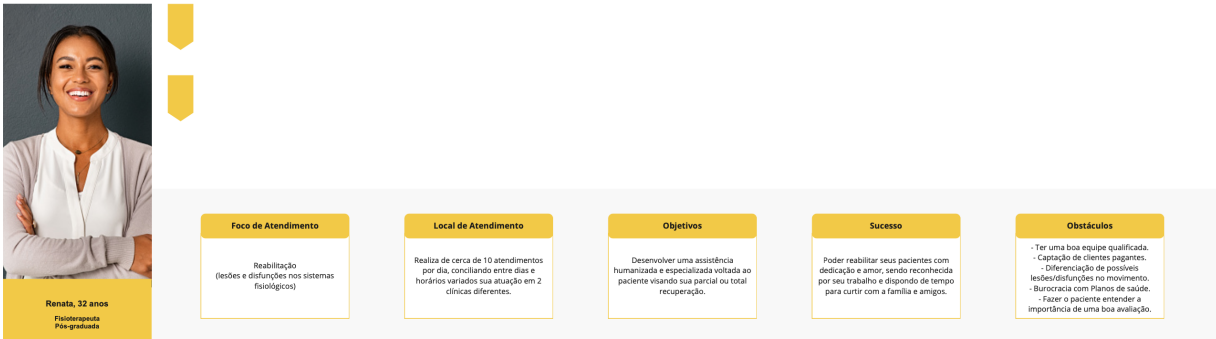 Renata, 32 anos
Fisioterapeuta
Pós-graduada
Foco de Atendimento
Reabilitação
(lesões e disfunções nos sistemas
fisiológicos)
Local de Atendimento
Realiza de cerca de 10 atendimentos
por dia, conciliando entre dias e
horários variados sua atuação em 2
clínicas diferentes.
Objetivos
Desenvolver uma assistência
humanizada e especializada voltada ao
paciente visando sua parcial ou total
recuperação.
Sucesso
Poder reabilitar seus pacientes com
dedicação e amor, sendo reconhecida
por seu trabalho e dispondo de tempo
para curtir com a família e amigos.
Obstáculos
- Ter uma boa equipe qualificada.
- Captação de clientes pagantes.
- Diferenciação de possíveis
lesões/disfunções no movimento.
- Burocracia com Planos de saúde.
- Fazer o paciente entender a
importância de uma boa avaliação.